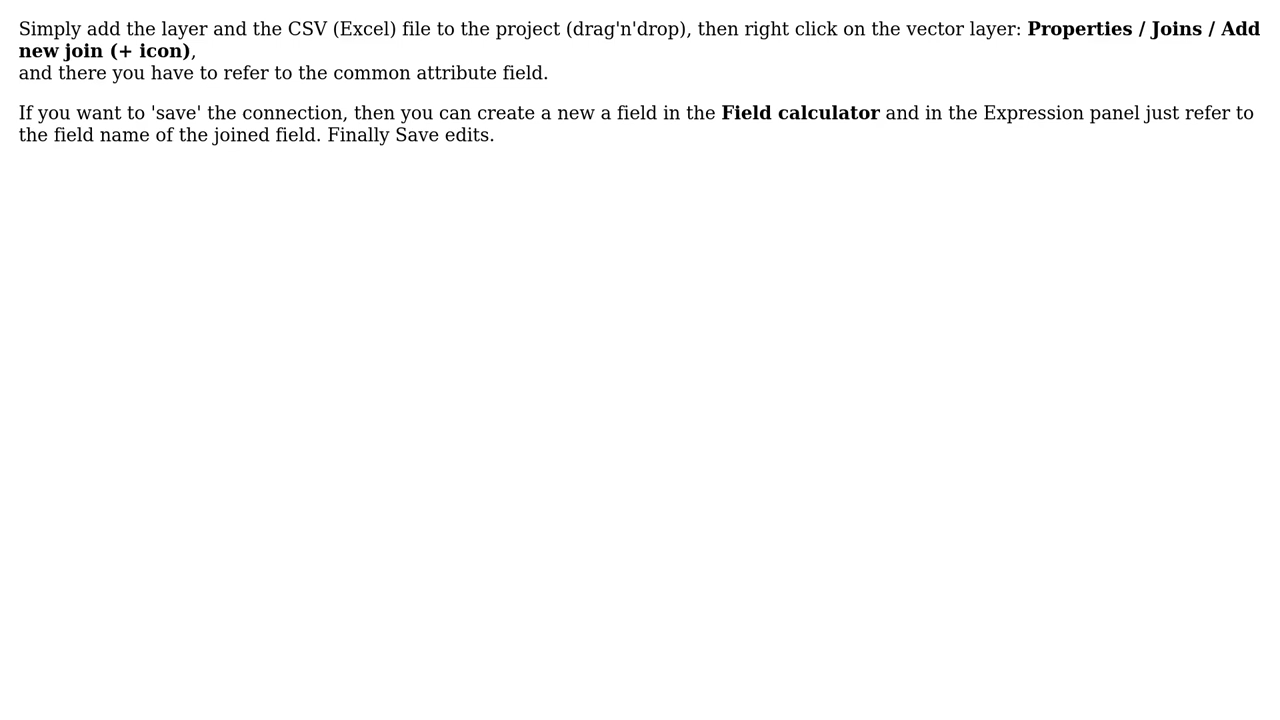 Simply add the layer and the CSV (Excel) file to the project (drag'n'drop), then right click on the vector layer: Properties / Joins / Add
new join (+ icon),
and there you have to refer to the common attribute field.
If you want to 'save' the connection, then you can create a new a field in the Field calculator and in the Expression panel just refer to
the field name of the joined field. Finally Save edits.